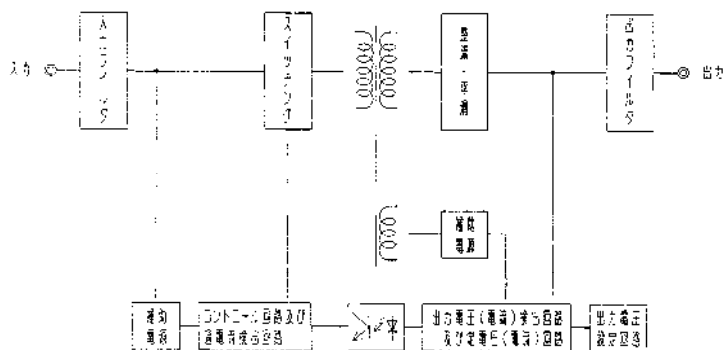 入力
入力フィルタ
スイッチング
整流・平滑
出力フィルタ
出力
補助
電源
補助
電源
コントロール回路及び
過電流検出回路
出力電圧(電流)検出回路
及び定電圧(電流)回路
出力電圧
設定回路